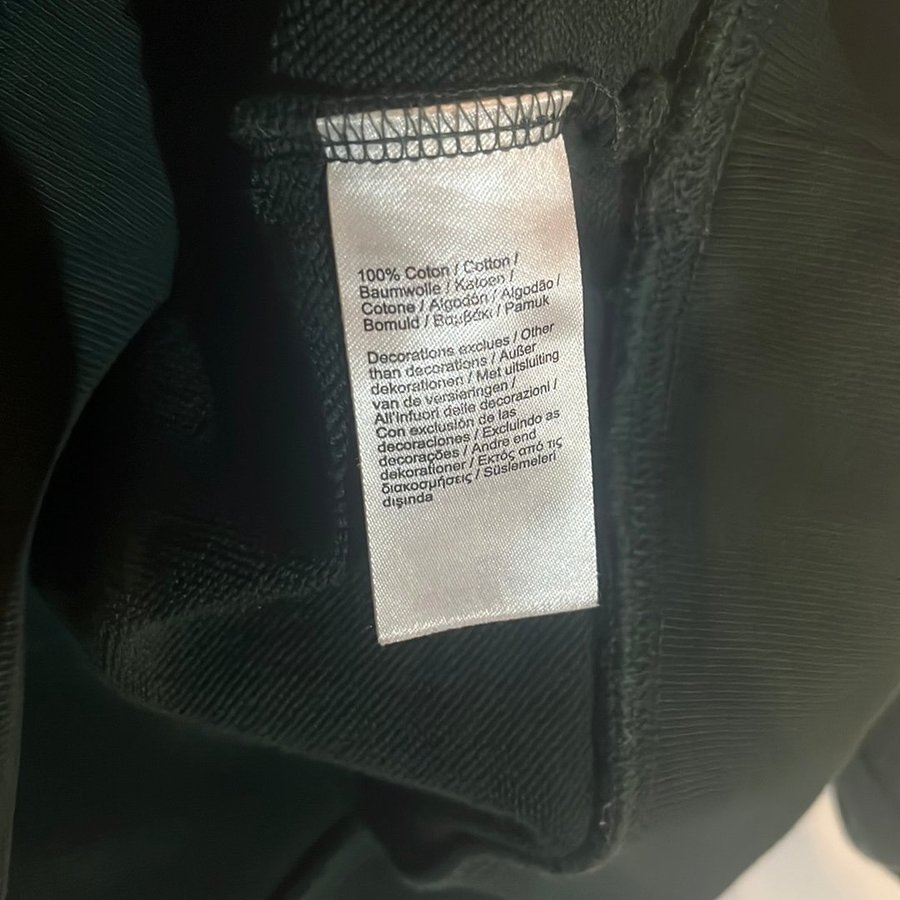 100% Coton / Cotton /
Baumwolle / Katoen /
Cotone / Algodón / Algodão /
Bomuld / Βαμβάκι / Pamuk
Decorations exclues / Other
than decorations / Außer
dekorationen / Met uitsluiting
van de versieringen /
All'infuori delle decorazioni /
Con exclusión de las
decoraciones / Excluindo as
decorações / Andre end
dekorationer / Εκτός από τις
διακοσμήσεις / Süslemeleri
dışında